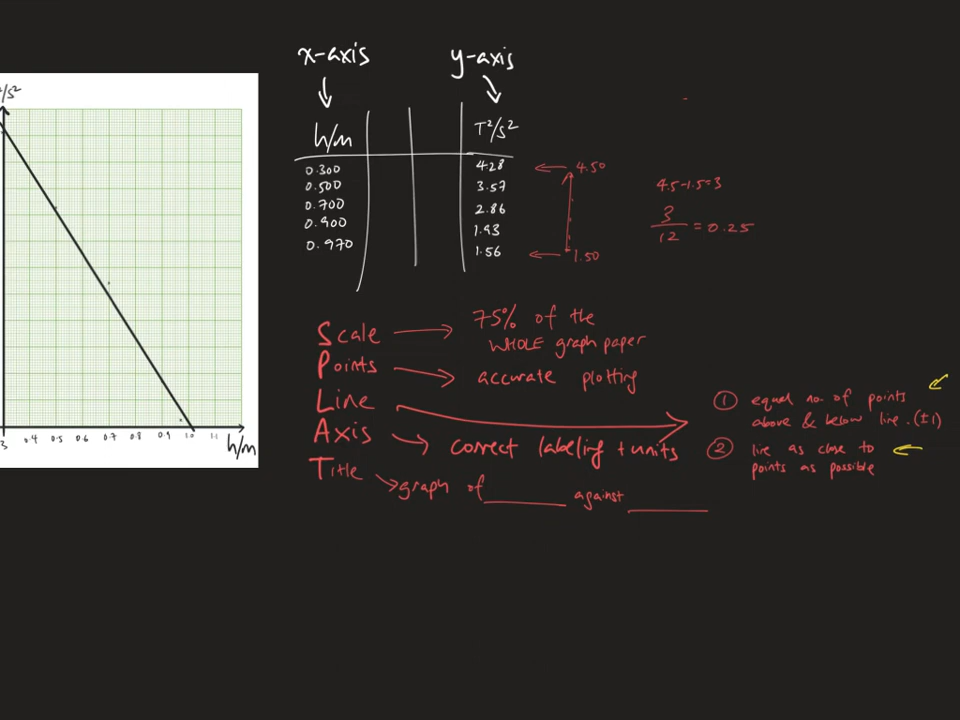 x-axis y-axis
h/m T²/s²
0.300 4.28
0.500 3.57
0.700 2.86
0.900 1.93
0.970 1.56
4.50
1.50
4.5-1.5=3
3/12 = 0.25
/s²
3 0.4 0.5 0.6 0.7 0.8 0.9 1.0 1.1 h/m
Scale → 75% of the
WHOLE graph paper
Points → accurate plotting
Line →
① equal no. of points
above & below line. (±1)
② line as close to
points as possible
Axis → correct labeling + units
Title → graph of ______ against ______